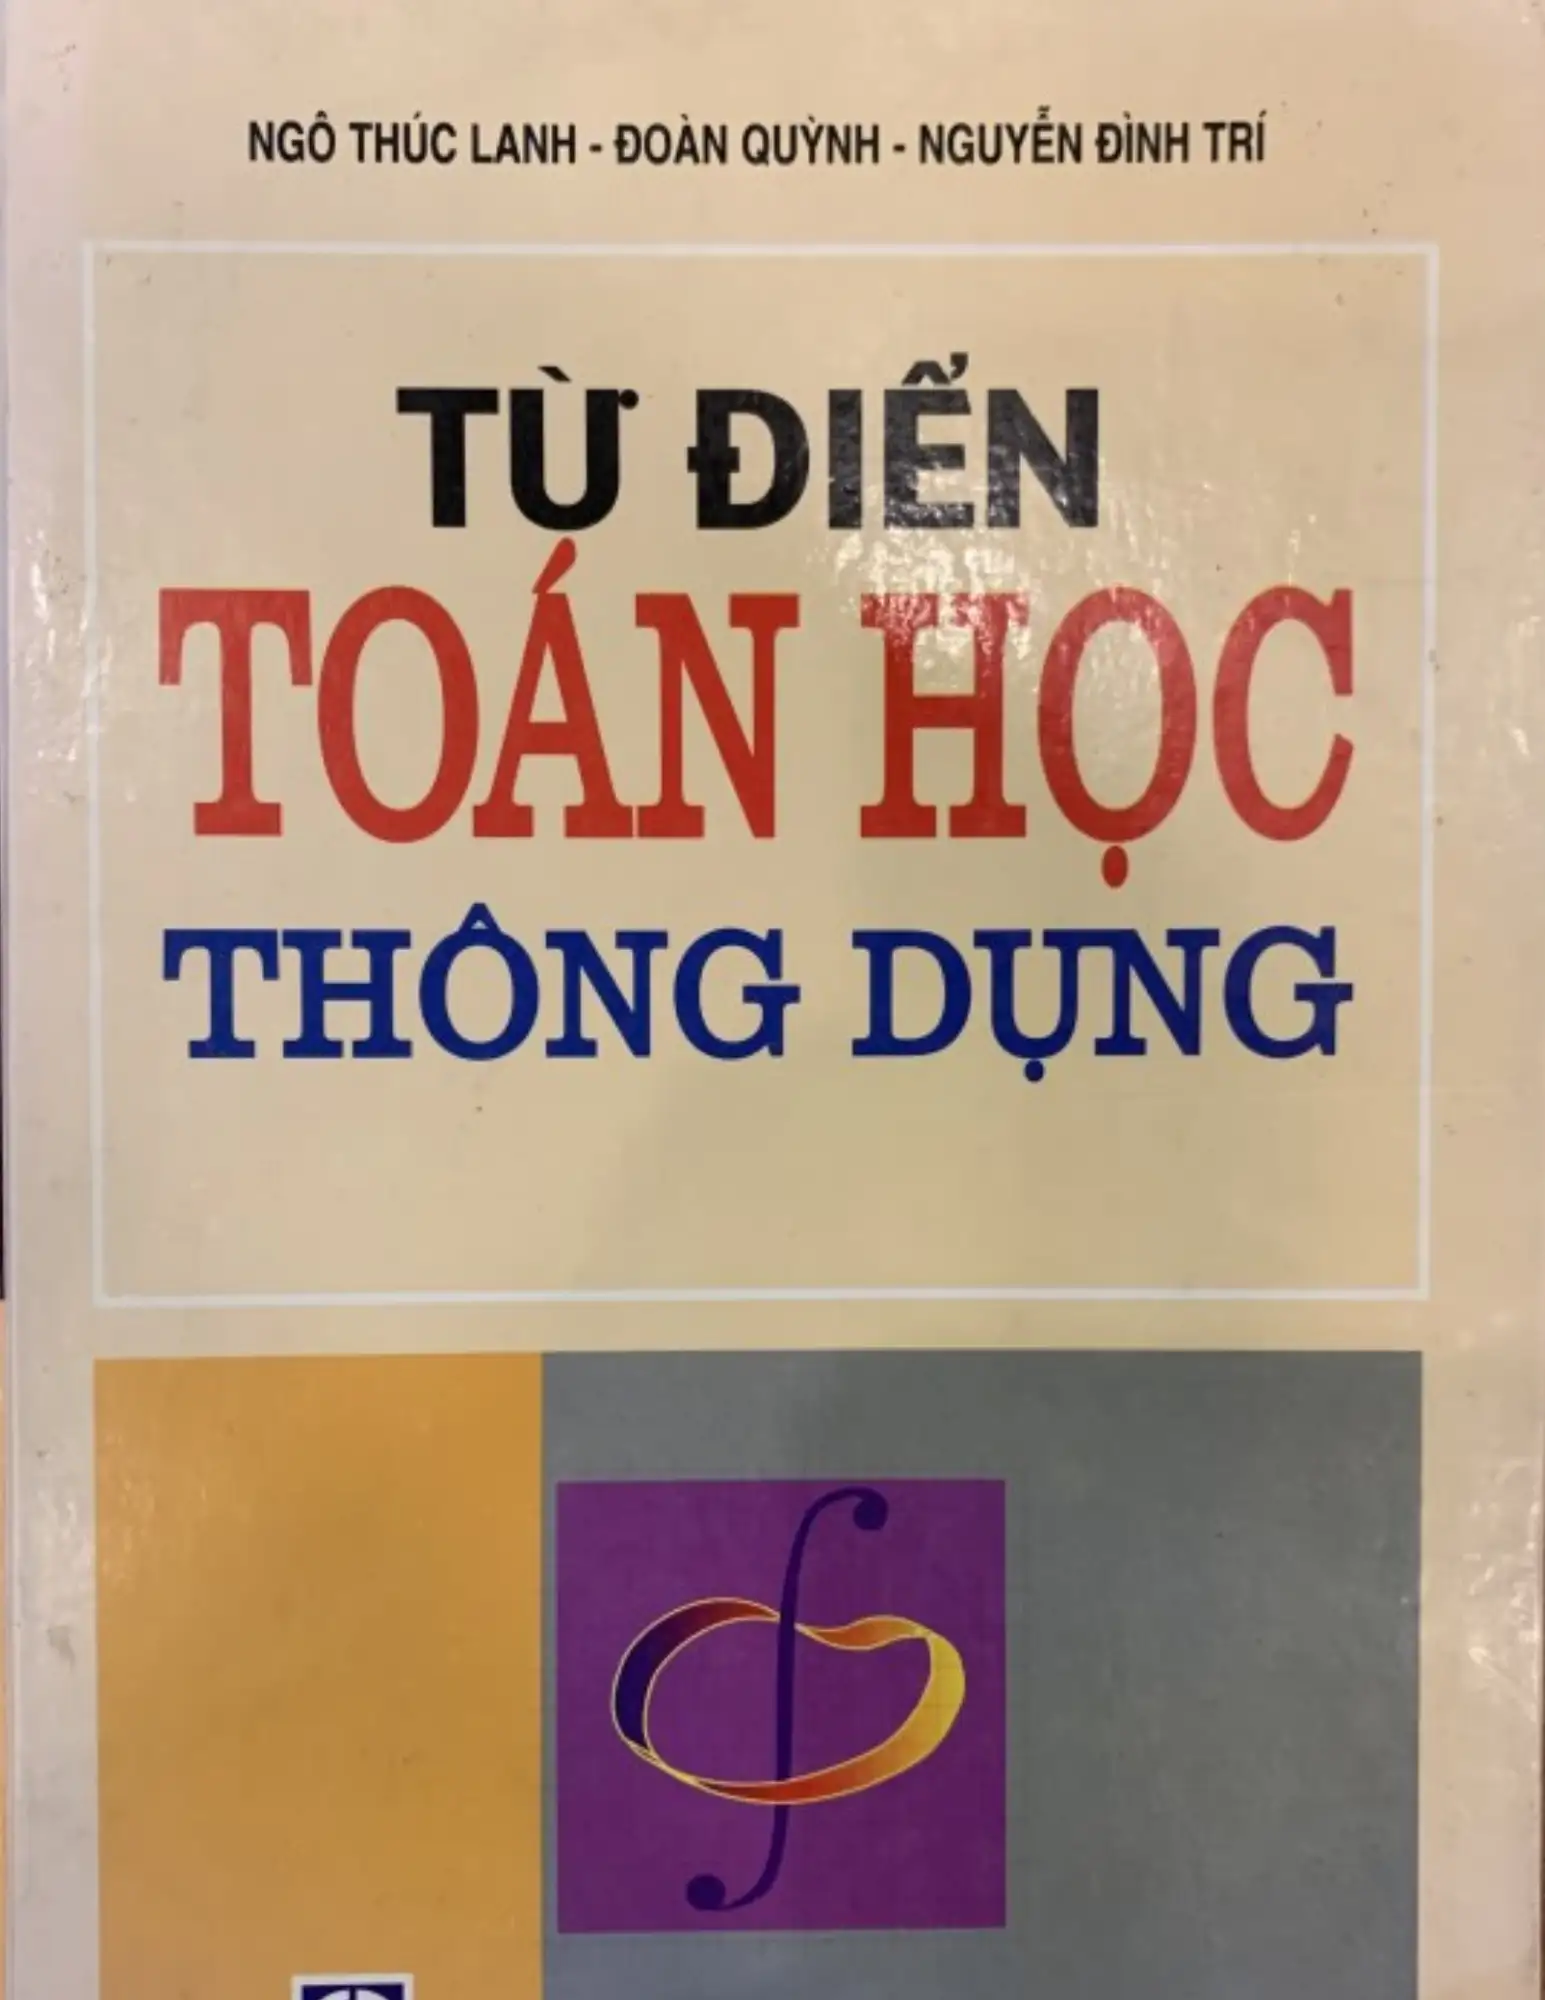 NGÔ THÚC LANH - ĐOÀN QUỲNH - NGUYỄN ĐÌNH TRÍ
TỪ ĐIỂN
TOÁN HỌC
THÔNG DỤNG